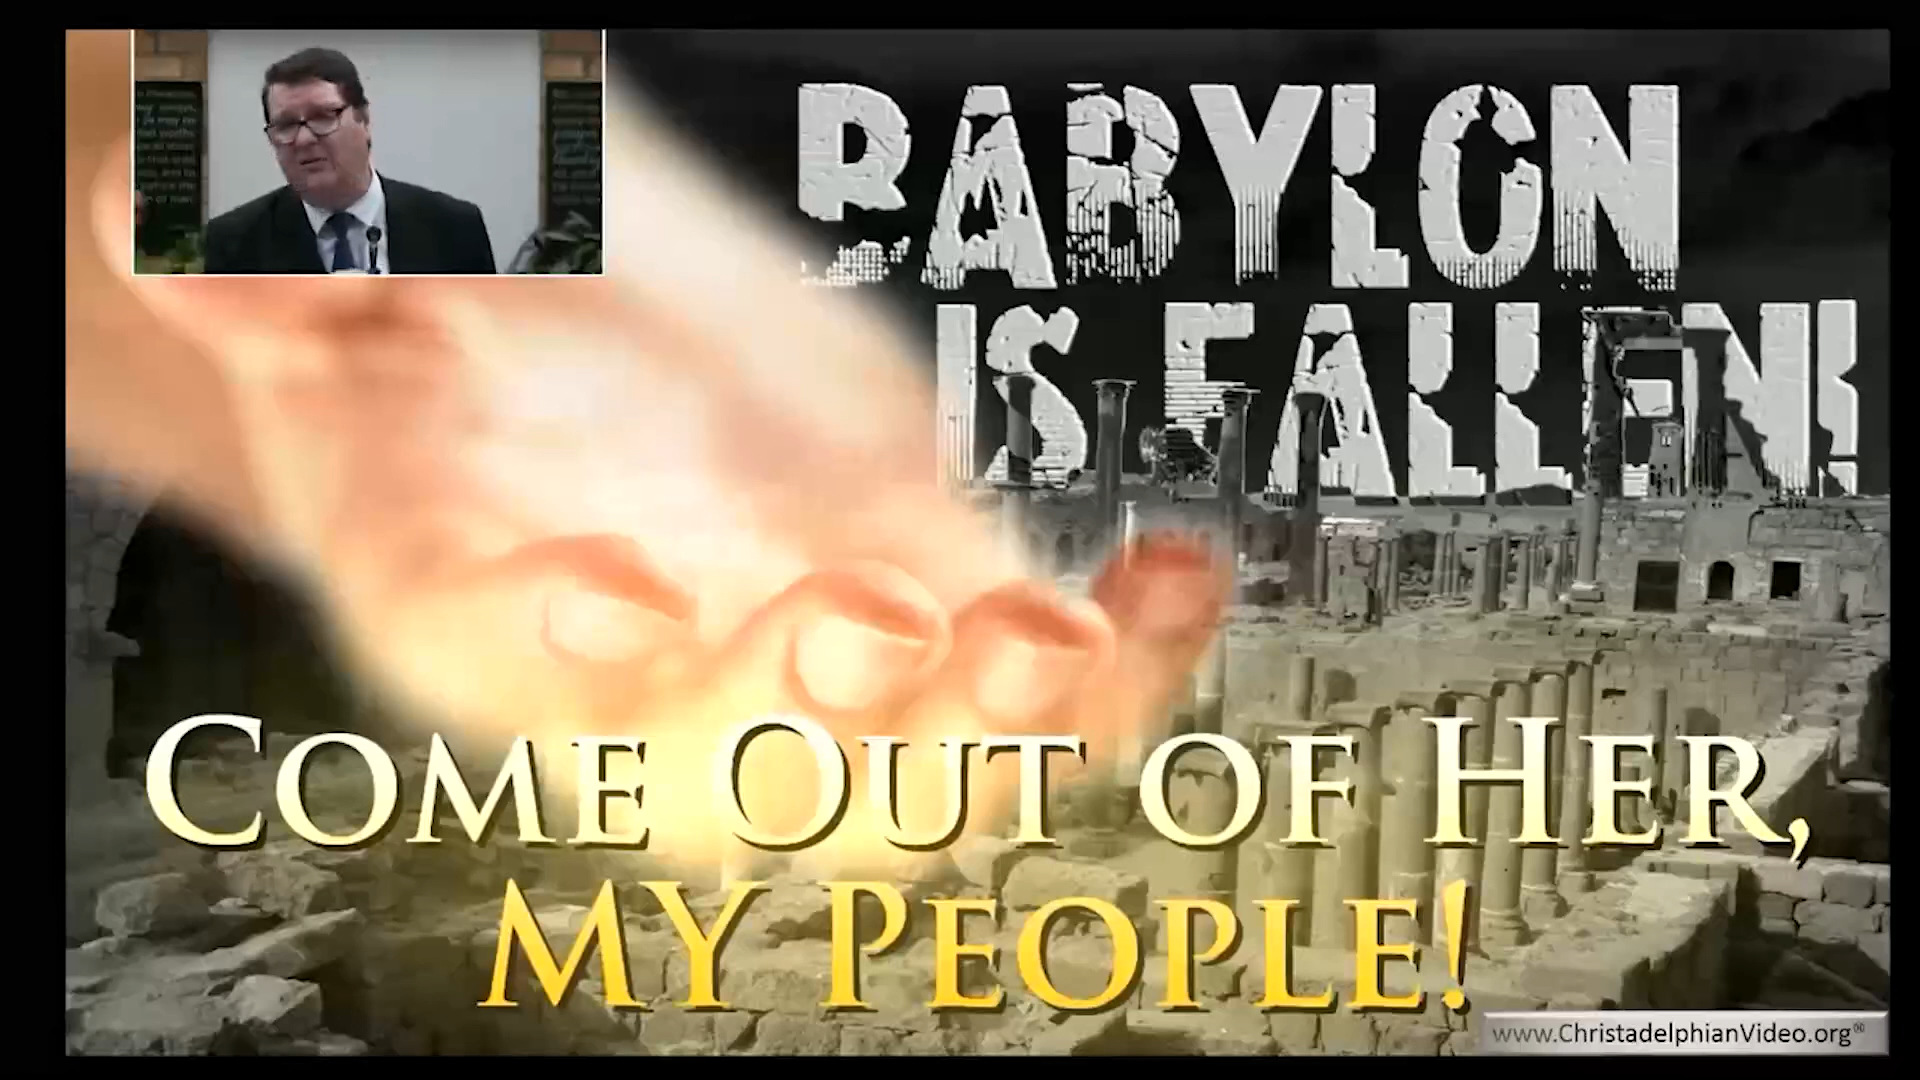 BABYLON
IS FALLEN!
COME OUT OF HER,
MY PEOPLE!
www.ChristadelphianVideo.org®